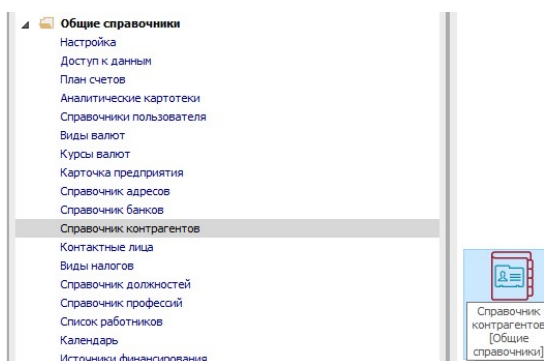 Общие справочники
Настройка
Доступ к данным
План счетов
Аналитические картотеки
Справочники пользователя
Виды валют
Курсы валют
Карточка предприятия
Справочник адресов
Справочник банков
Справочник контрагентов
Контактные лица
Виды налогов
Справочник должностей
Справочник профессий
Список работников
Календарь
Источники финансирования
Справочник
контрагентов
[Общие
справочники]